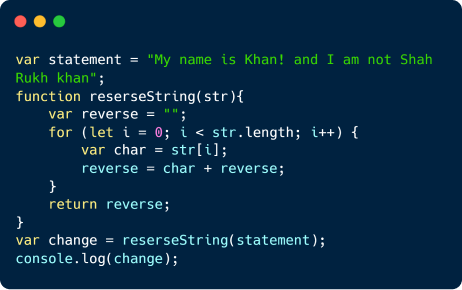 var statement = "My name is Khan! and I am not Shah
Rukh khan";
function reserseString(str){
    var reverse = "";
    for (let i = 0; i < str.length; i++) {
        var char = str[i];
        reverse = char + reverse;
    }
    return reverse;
}
var change = reserseString(statement);
console.log(change);